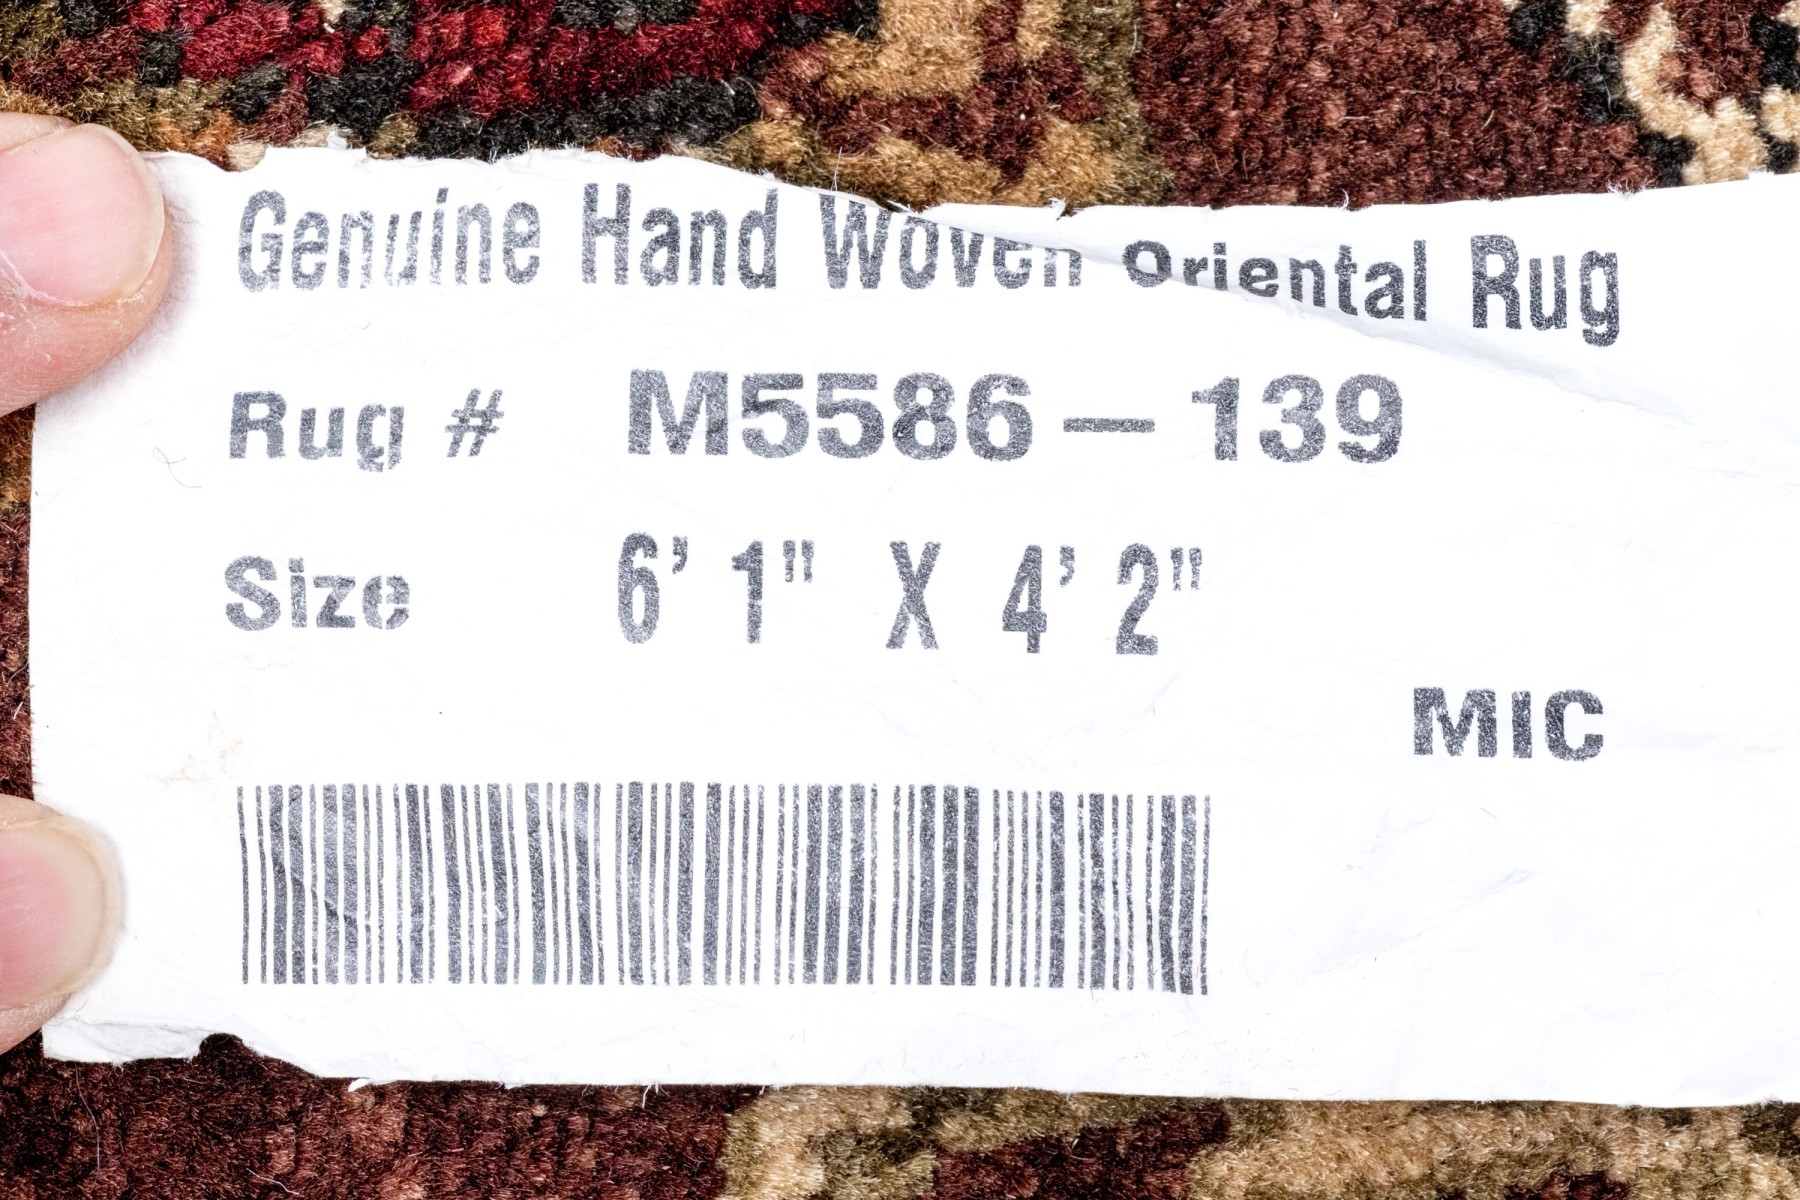 Genuine Hand Woven Oriental Rug
Rug # M5586-139
Size 6' 1" X 4' 2"
MIC